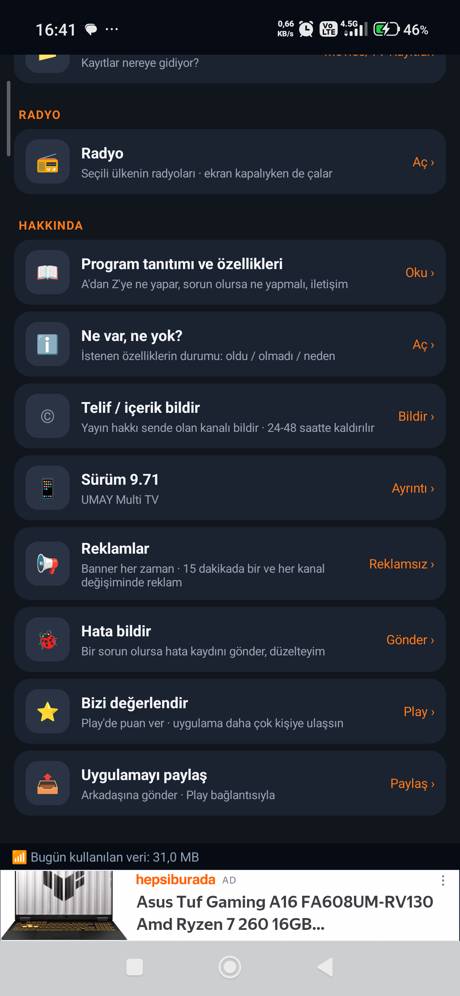 16:41
0,66 KB/s
Vo LTE
4.5G
46%
Kayıtlar nereye gidiyor?
RADYO
Radyo
Seçili ülkenin radyoları · ekran kapalıyken de çalar
Aç ›
HAKKINDA
Program tanıtımı ve özellikleri
A'dan Z'ye ne yapar, sorun olursa ne yapmalı, iletişim
Oku ›
Ne var, ne yok?
İstenen özelliklerin durumu: oldu / olmadı / neden
Aç ›
©
Telif / içerik bildir
Yayın hakkı sende olan kanalı bildir · 24-48 saatte kaldırılır
Bildir ›
Sürüm 9.71
UMAY Multi TV
Ayrıntı ›
Reklamlar
Banner her zaman · 15 dakikada bir ve her kanal
değişiminde reklam
Reklamsız ›
Hata bildir
Bir sorun olursa hata kaydını gönder, düzelteyim
Gönder ›
Bizi değerlendir
Play'de puan ver · uygulama daha çok kişiye ulaşsın
Play ›
Uygulamayı paylaş
Arkadaşına gönder · Play bağlantısıyla
Paylaş ›
Bugün kullanılan veri: 31,0 MB
hepsiburada AD
Asus Tuf Gaming A16 FA608UM-RV130
Amd Ryzen 7 260 16GB...